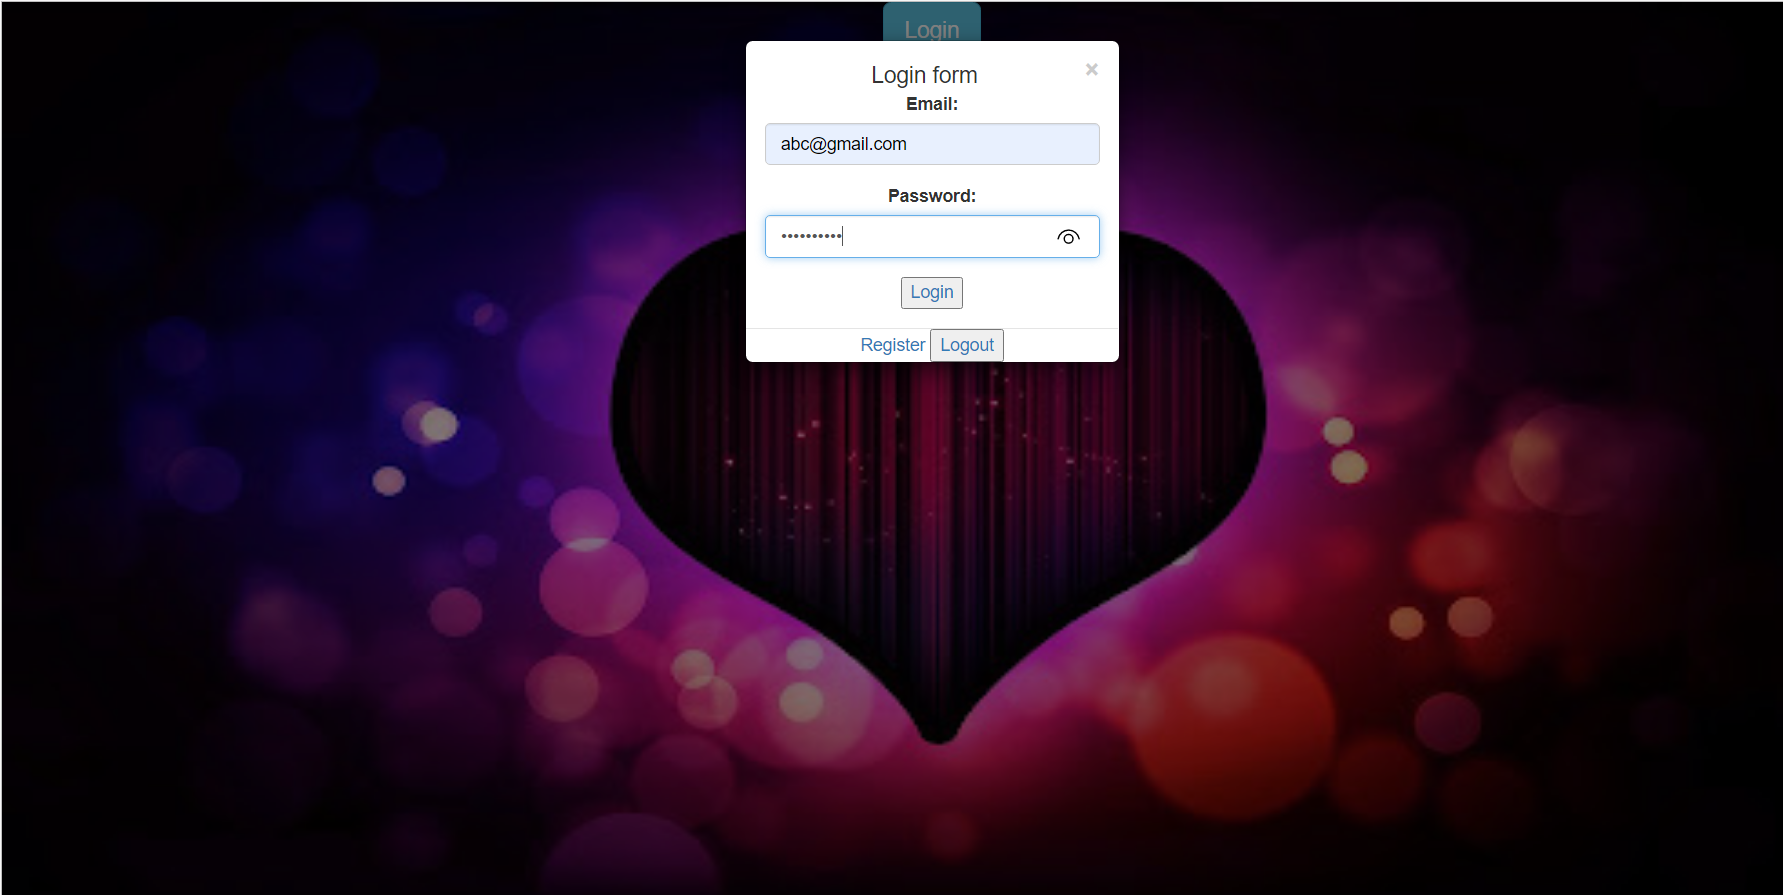 Login
Login form ×
Email:
abc@gmail.com
Password:
••••••••••
Login
Register Logout